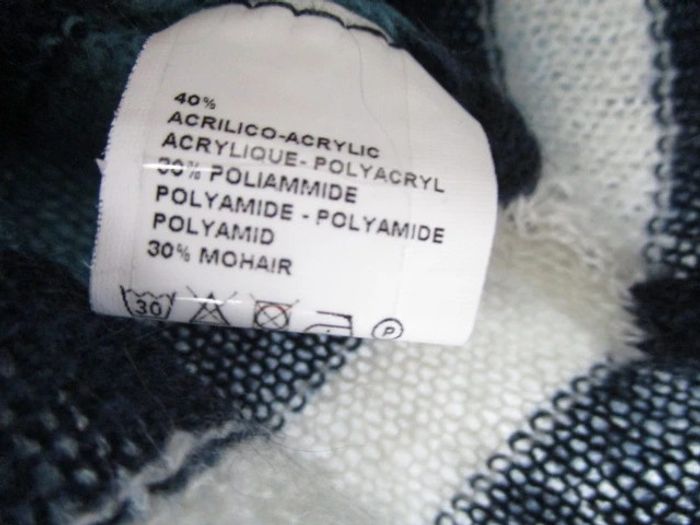 40%
ACRILICO-ACRYLIC
ACRYLIQUE- POLYACRYL
30% POLIAMMIDE
POLYAMIDE - POLYAMIDE
POLYAMID
30% MOHAIR
30 P